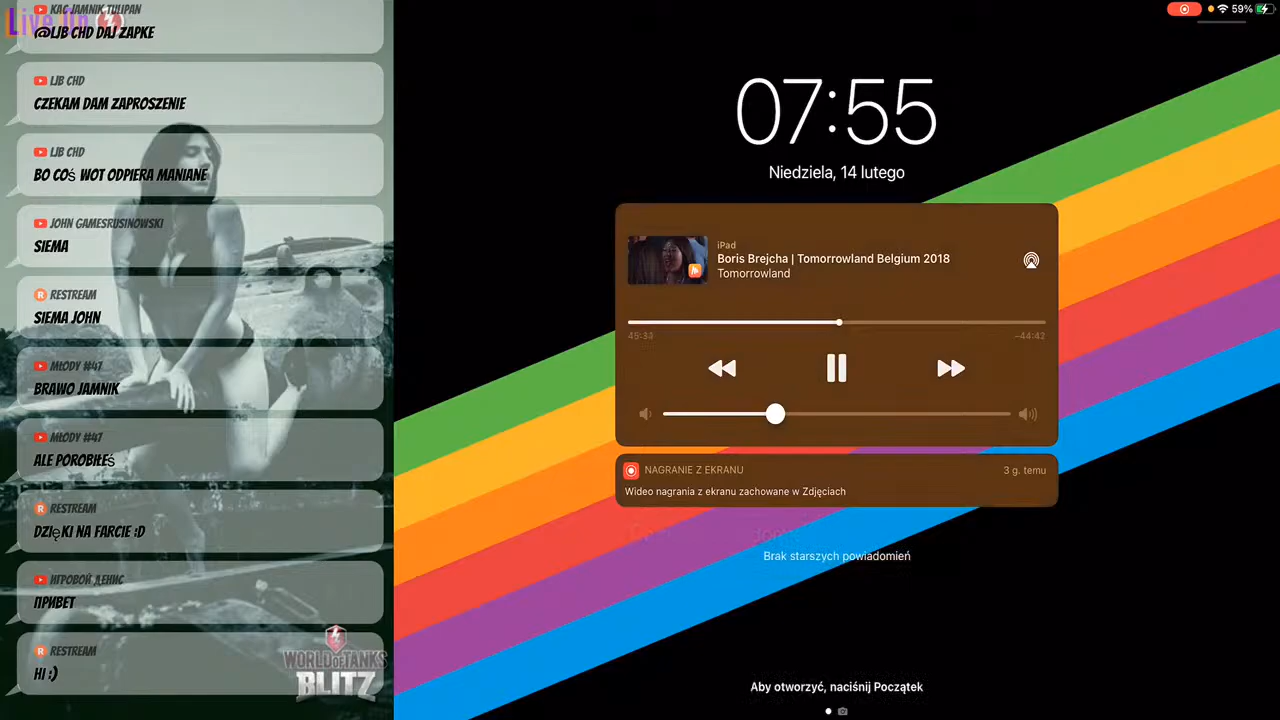 Live On
KAC JAMNIK TULIPAN
@LJB CHD DAJ ZAPKE
LJB CHD
CZEKAM DAM ZAPROSZENIE
LJB CHD
BO COŚ WOT ODPIERA MANIANE
JOHN GAMESRUSINOWSKI
SIEMA
RESTREAM
SIEMA JOHN
MŁODY #47
BRAWO JAMNIK
MŁODY #47
ALE POROBIŁEŚ
RESTREAM
DZIĘKI NA FARCIE :D
ИГРОВОЙ ДЕНИС
ПРИВЕТ
RESTREAM
HI :)
WORLD OF TANKS
BLITZ
59%
07:55
Niedziela, 14 lutego
iPad
Boris Brejcha | Tomorrowland Belgium 2018
Tomorrowland
45:33
-44:42
NAGRANIE Z EKRANU
3 g. temu
Wideo nagrania z ekranu zachowane w Zdjęciach
Brak starszych powiadomień
Aby otworzyć, naciśnij Początek